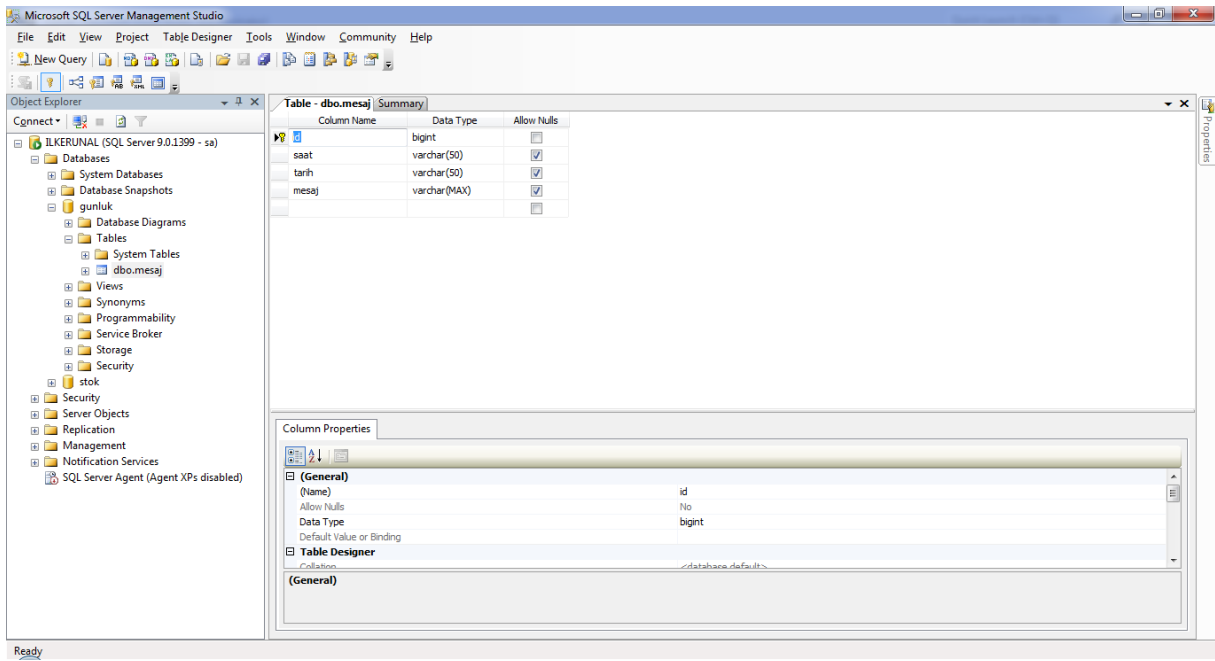 Microsoft SQL Server Management Studio
File Edit View Project Table Designer Tools Window Community Help
New Query
Object Explorer
Connect
ILKERUNAL (SQL Server 9.0.1399 - sa)
Databases
System Databases
Database Snapshots
gunluk
Database Diagrams
Tables
System Tables
dbo.mesaj
Views
Synonyms
Programmability
Service Broker
Storage
Security
stok
Security
Server Objects
Replication
Management
Notification Services
SQL Server Agent (Agent XPs disabled)
Table - dbo.mesaj Summary
Column Name Data Type Allow Nulls
id bigint
saat varchar(50)
tarih varchar(50)
mesaj varchar(MAX)
Column Properties
(General)
(Name) id
Allow Nulls No
Data Type bigint
Default Value or Binding
Table Designer
Collation <database default>
(General)
Properties
Ready